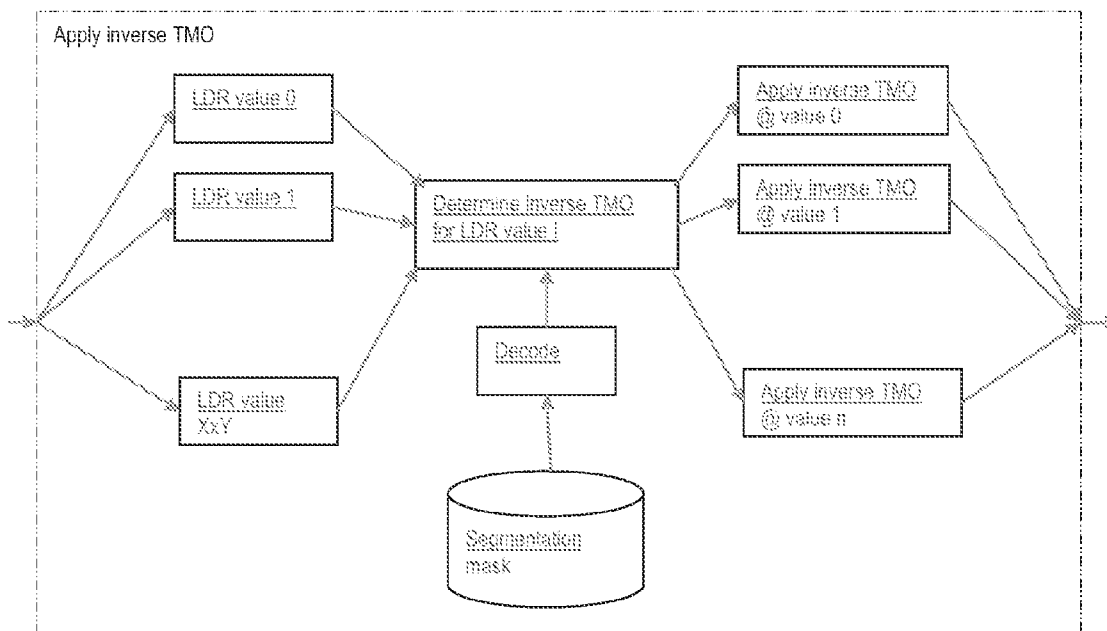 Apply inverse TMO
LDR value 0
LDR value 1
LDR value
XxY
Determine inverse TMO
for LDR value i
Decode
Segmentation
mask
Apply inverse TMO
@ value 0
Apply inverse TMO
@ value 1
Apply inverse TMO
@ value n